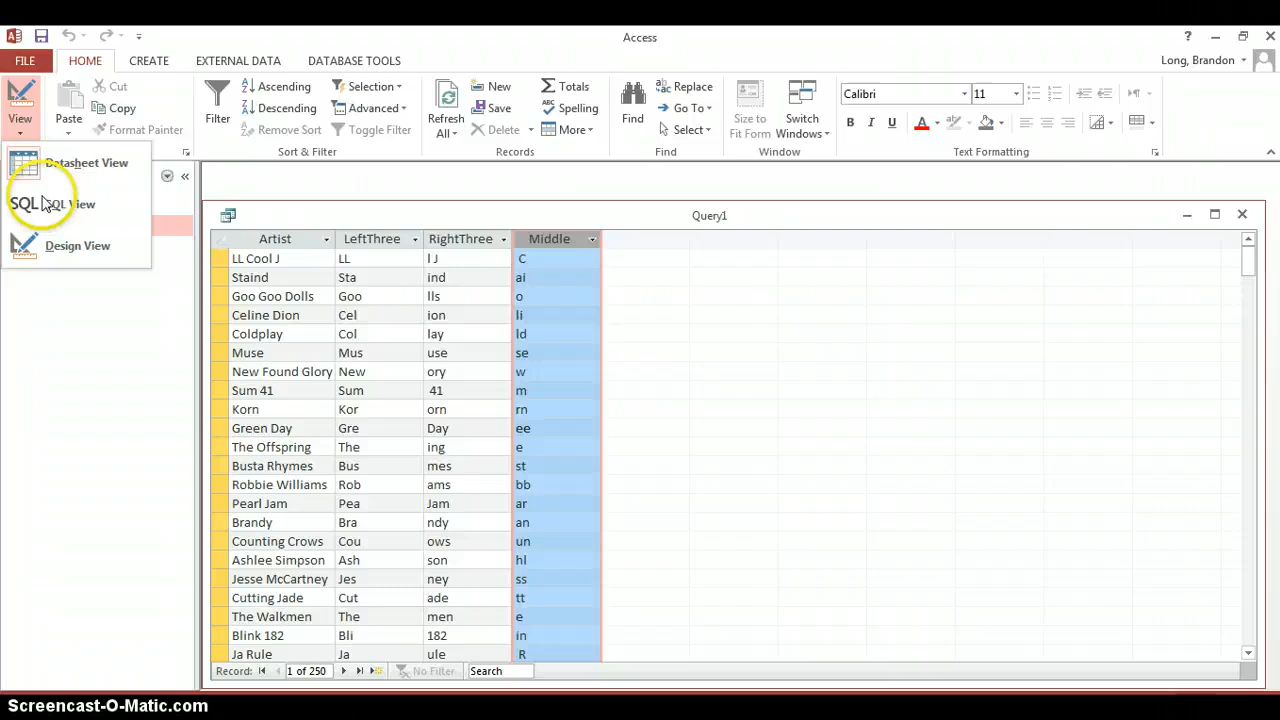 Access
FILE HOME CREATE EXTERNAL DATA DATABASE TOOLS Long, Brandon
View Paste Cut Copy Format Painter
Filter Ascending Descending Remove Sort Selection Advanced Toggle Filter
Sort & Filter
Refresh All New Save Delete Totals Spelling More
Records
Find Replace Go To Select
Find
Size to Fit Form Switch Windows
Window
Calibri 11
B I U A
Text Formatting
Datasheet View
SQL SQL View
Design View
Query1
Artist LeftThree RightThree Middle
LL Cool J LL l J C
Staind Sta ind ai
Goo Goo Dolls Goo lls o
Celine Dion Cel ion li
Coldplay Col lay ld
Muse Mus use se
New Found Glory New ory w
Sum 41 Sum 41 m
Korn Kor orn rn
Green Day Gre Day ee
The Offspring The ing e
Busta Rhymes Bus mes st
Robbie Williams Rob ams bb
Pearl Jam Pea Jam ar
Brandy Bra ndy an
Counting Crows Cou ows un
Ashlee Simpson Ash son hl
Jesse McCartney Jes ney ss
Cutting Jade Cut ade tt
The Walkmen The men e
Blink 182 Bli 182 in
Ja Rule Ja ule R
Record: 1 of 250 No Filter Search
Screencast-O-Matic.com